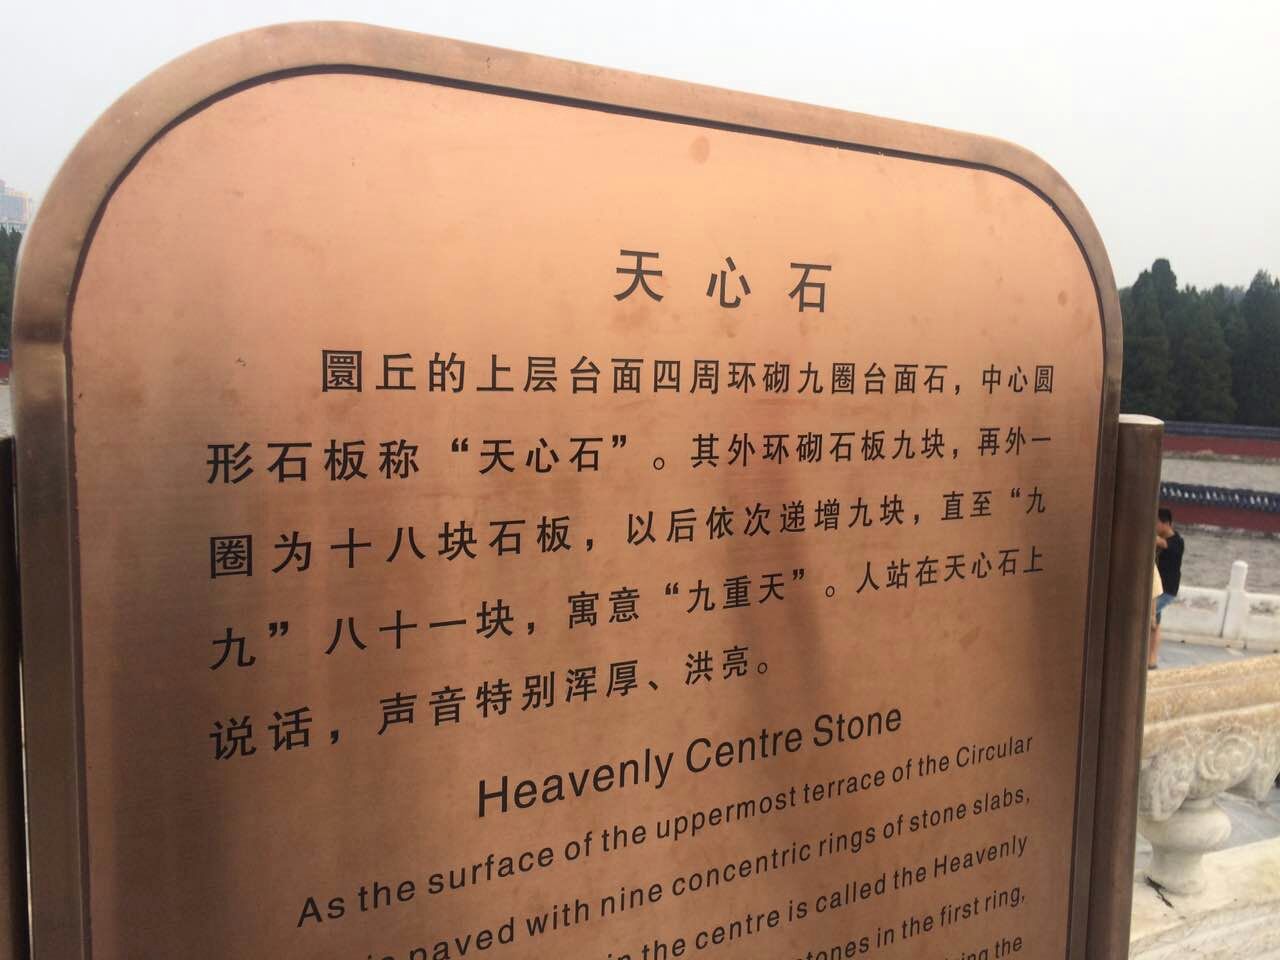 天心石
圜丘的上层台面四周环砌九圈台面石，中心圆
形石板称“天心石”。其外环砌石板九块，再外一
圈为十八块石板，以后依次递增九块，直至“九
九”八十一块，寓意“九重天”。人站在天心石上
说话，声音特别浑厚、洪亮。
Heavenly Centre Stone
As the surface of the uppermost terrace of the Circular
is paved with nine concentric rings of stone slabs,
in the centre is called the Heavenly
stones in the first ring,
the